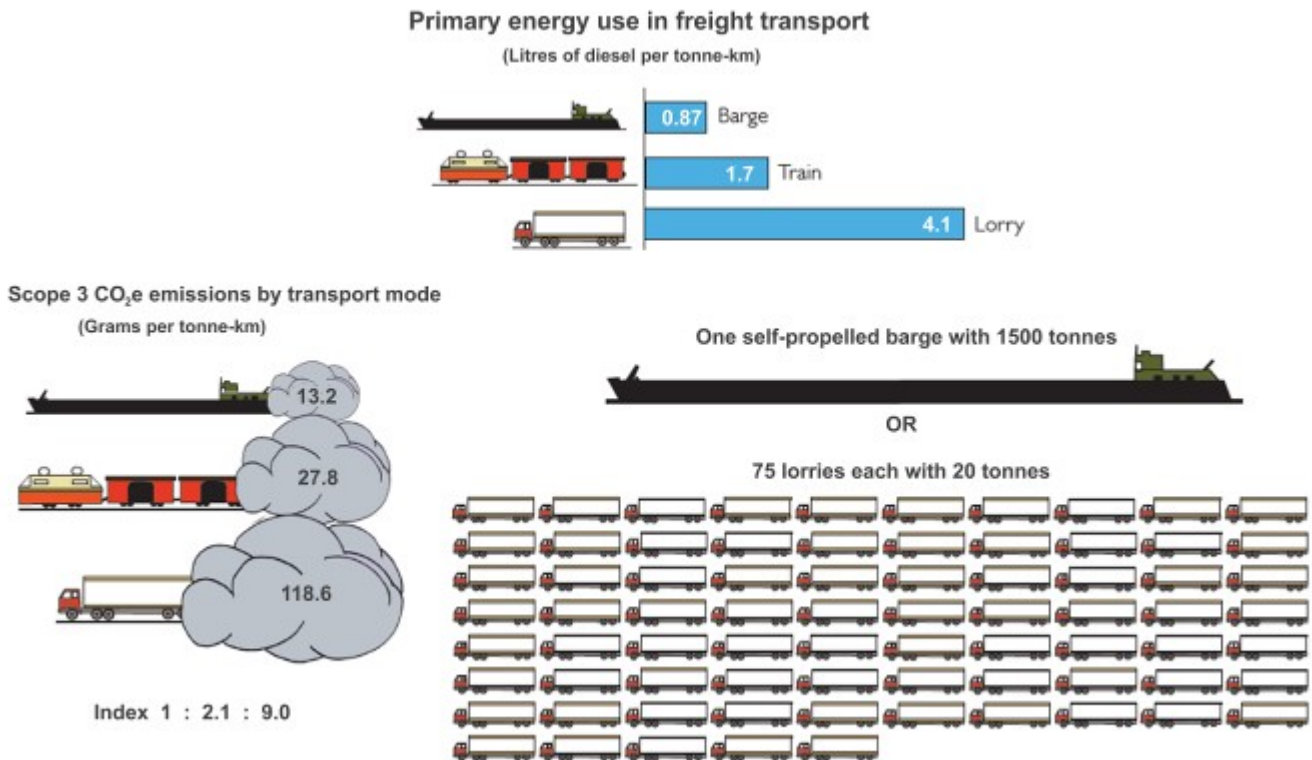 Primary energy use in freight transport
(Litres of diesel per tonne-km)
0.87 Barge
1.7 Train
4.1 Lorry
Scope 3 CO₂e emissions by transport mode
(Grams per tonne-km)
13.2
27.8
118.6
Index 1 : 2.1 : 9.0
One self-propelled barge with 1500 tonnes
OR
75 lorries each with 20 tonnes